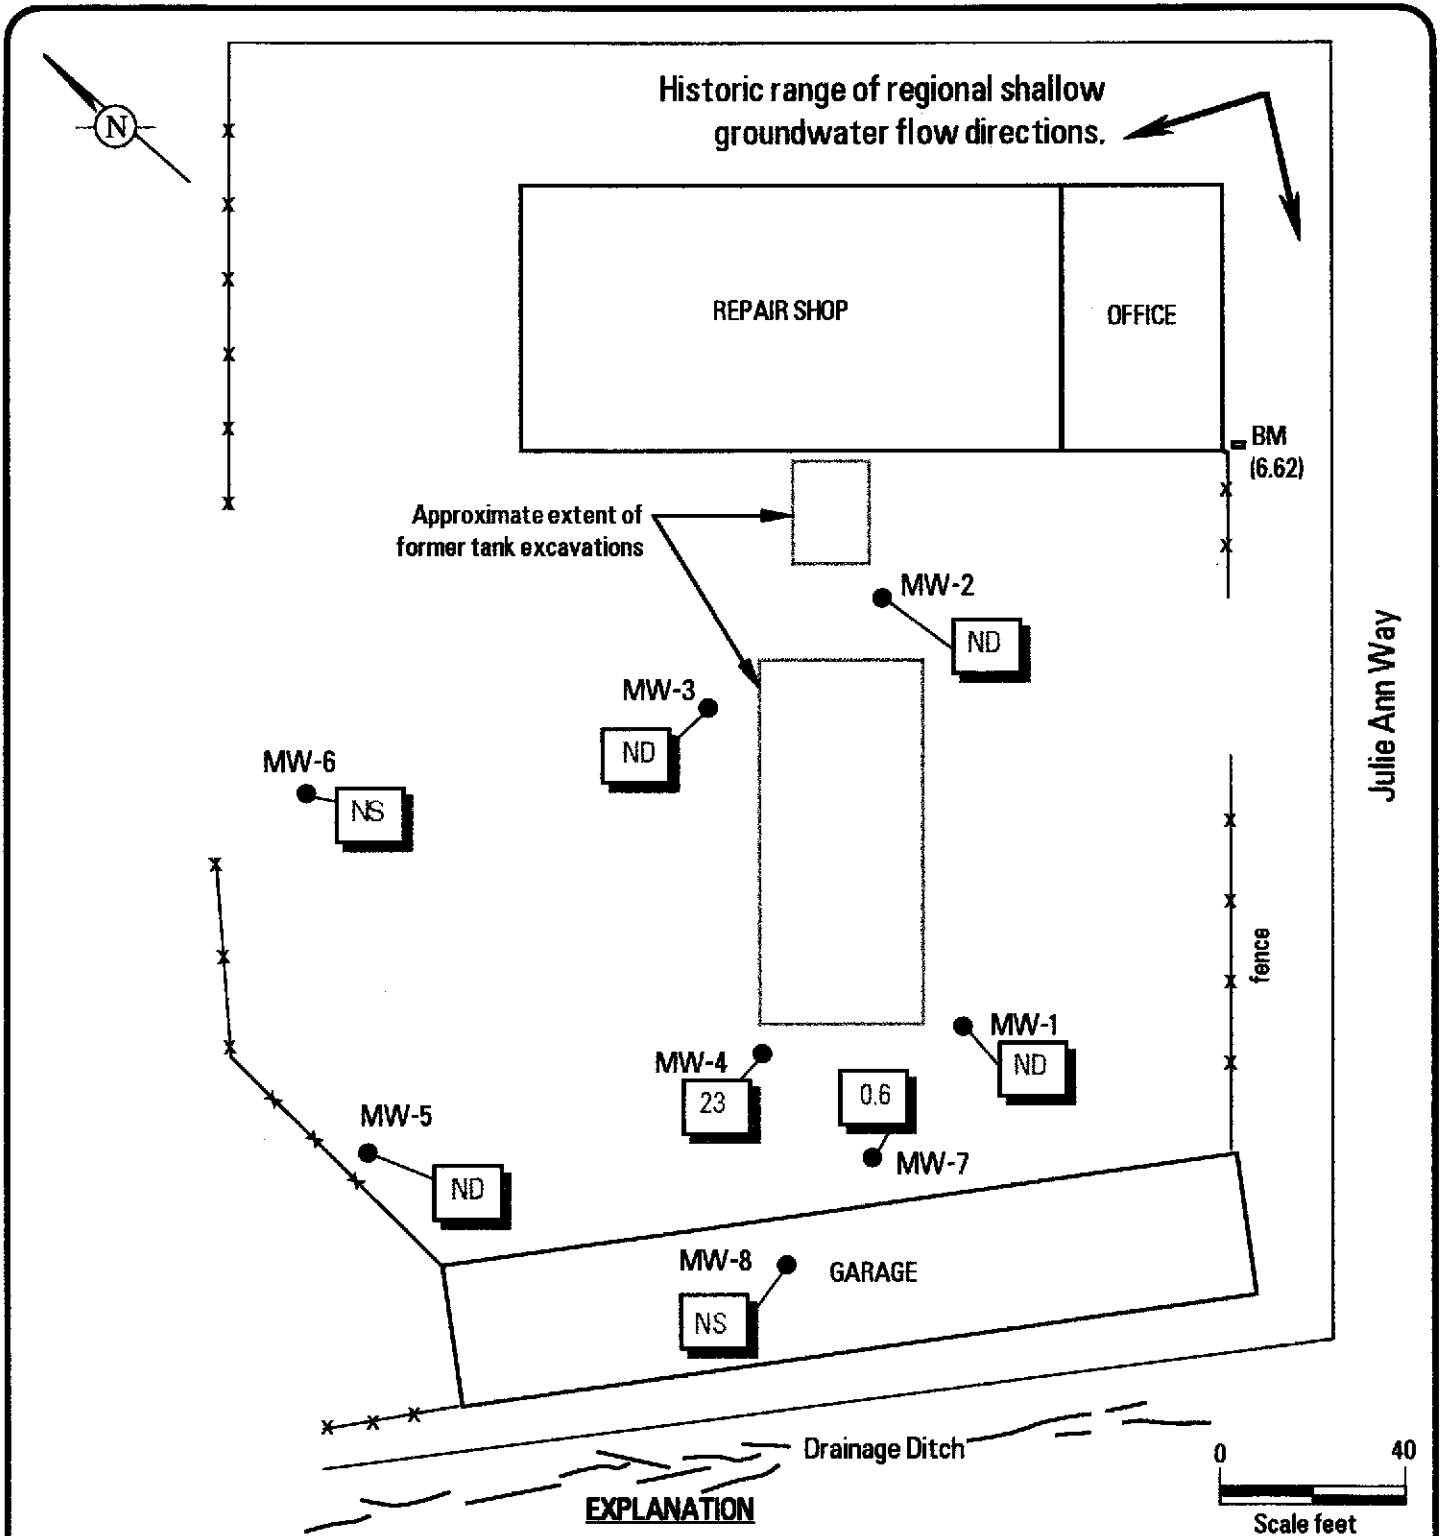 N
Historic range of regional shallow
groundwater flow directions.
REPAIR SHOP
OFFICE
BM
(6.62)
Approximate extent of
former tank excavations
MW-2
ND
Julie Ann Way
MW-3
ND
MW-6
NS
fence
MW-1
ND
MW-4
23
0.6
MW-7
MW-5
ND
MW-8
GARAGE
NS
Drainage Ditch
0 40
Scale feet
EXPLANATION